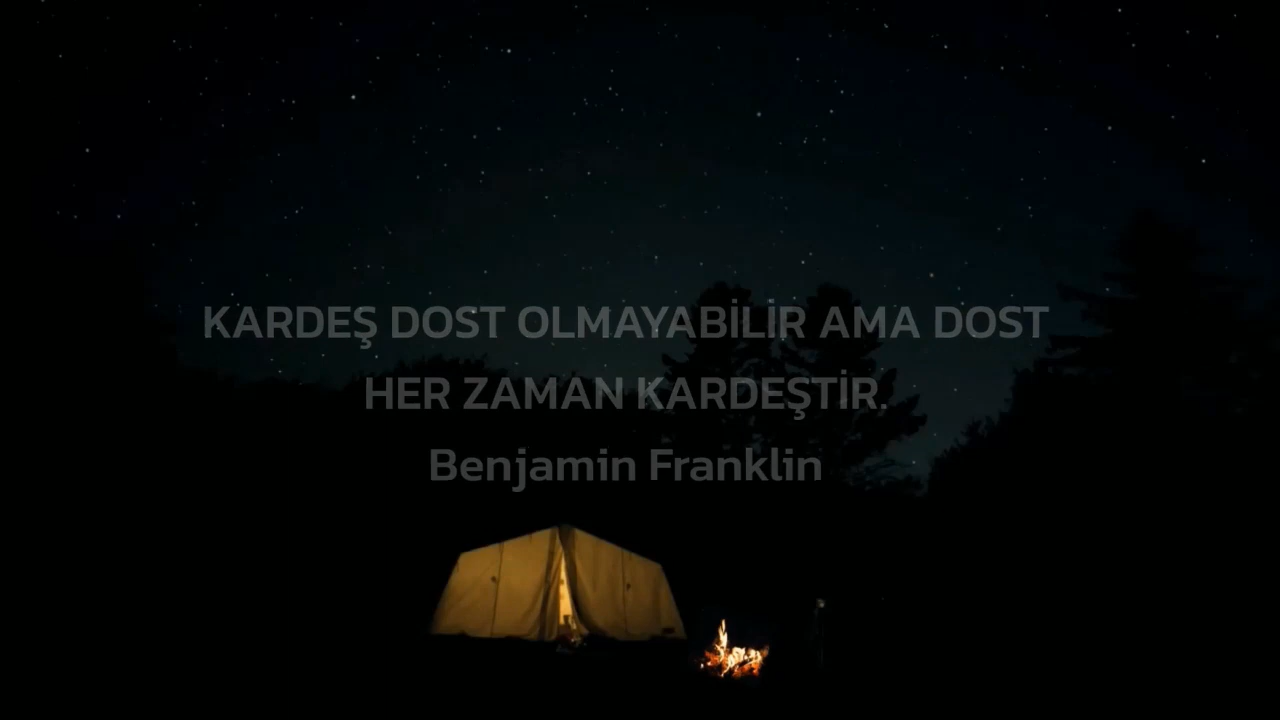 KARDEŞ DOST OLMAYABİLİR AMA DOST
HER ZAMAN KARDEŞTİR.
Benjamin Franklin